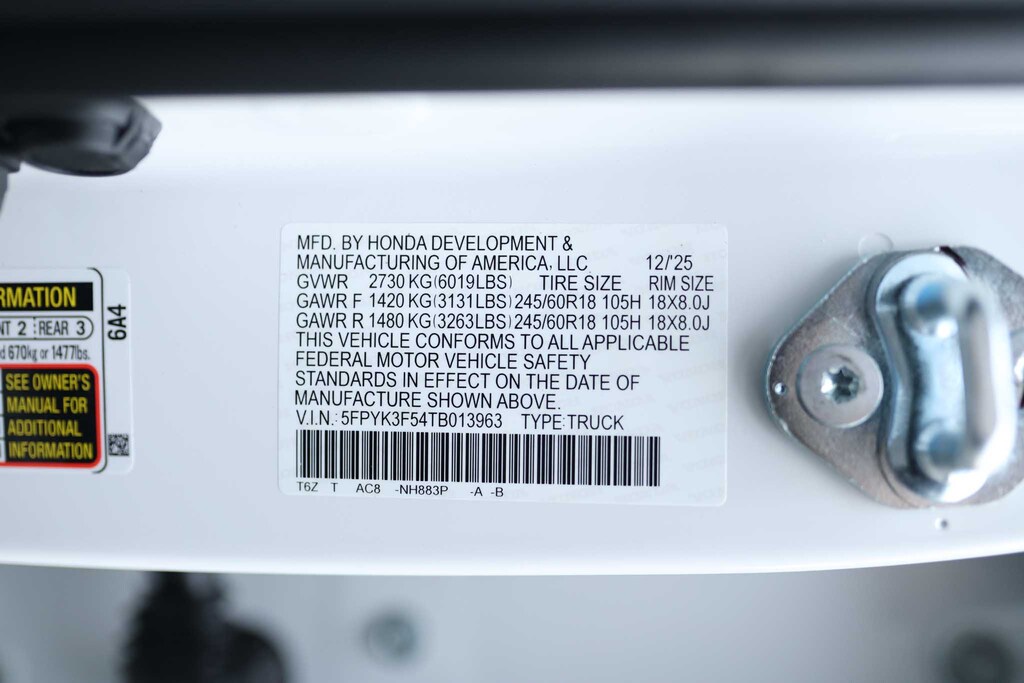 RMATION
NT 2 REAR 3
d 670kg or 1477lbs.
SEE OWNER'S
MANUAL FOR
ADDITIONAL
INFORMATION
6A4
MFD. BY HONDA DEVELOPMENT &
MANUFACTURING OF AMERICA, LLC 12/'25
GVWR 2730 KG(6019LBS) TIRE SIZE RIM SIZE
GAWR F 1420 KG(3131LBS) 245/60R18 105H 18X8.0J
GAWR R 1480 KG(3263LBS) 245/60R18 105H 18X8.0J
THIS VEHICLE CONFORMS TO ALL APPLICABLE
FEDERAL MOTOR VEHICLE SAFETY
STANDARDS IN EFFECT ON THE DATE OF
MANUFACTURE SHOWN ABOVE.
V.I.N.: 5FPYK3F54TB013963 TYPE:TRUCK
T6Z T AC8 -NH883P -A -B